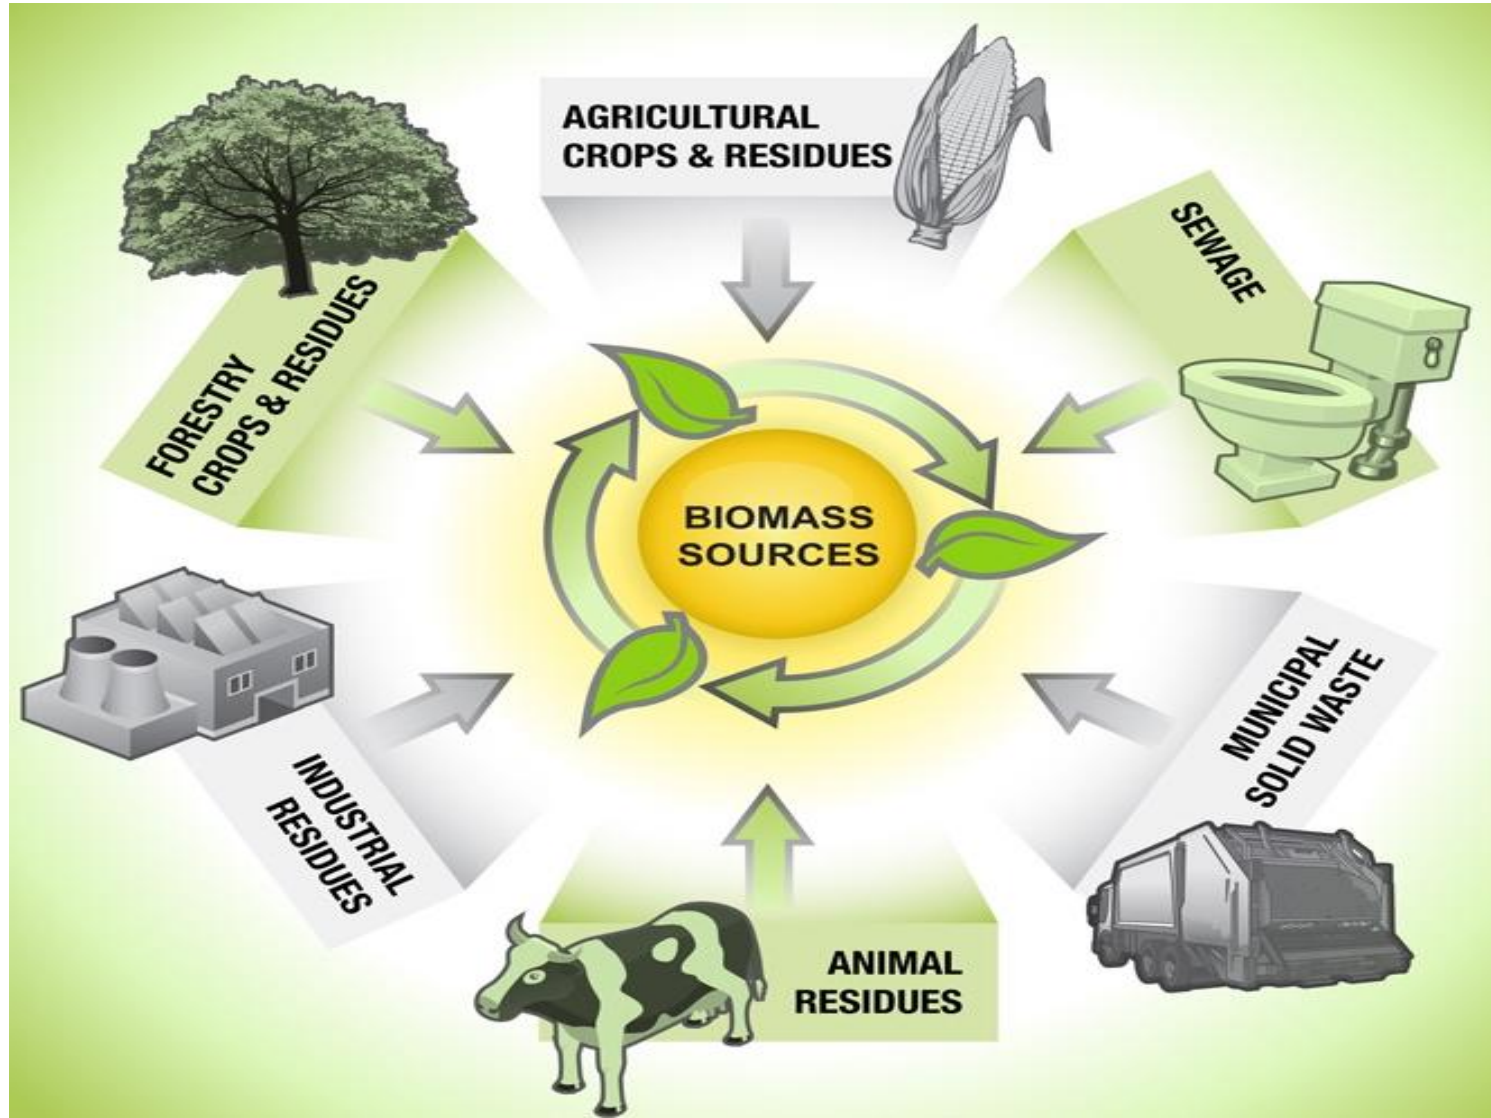 AGRICULTURAL
CROPS & RESIDUES
SEWAGE
FORESTRY
CROPS & RESIDUES
BIOMASS
SOURCES
MUNICIPAL
SOLID WASTE
INDUSTRIAL
RESIDUES
ANIMAL
RESIDUES